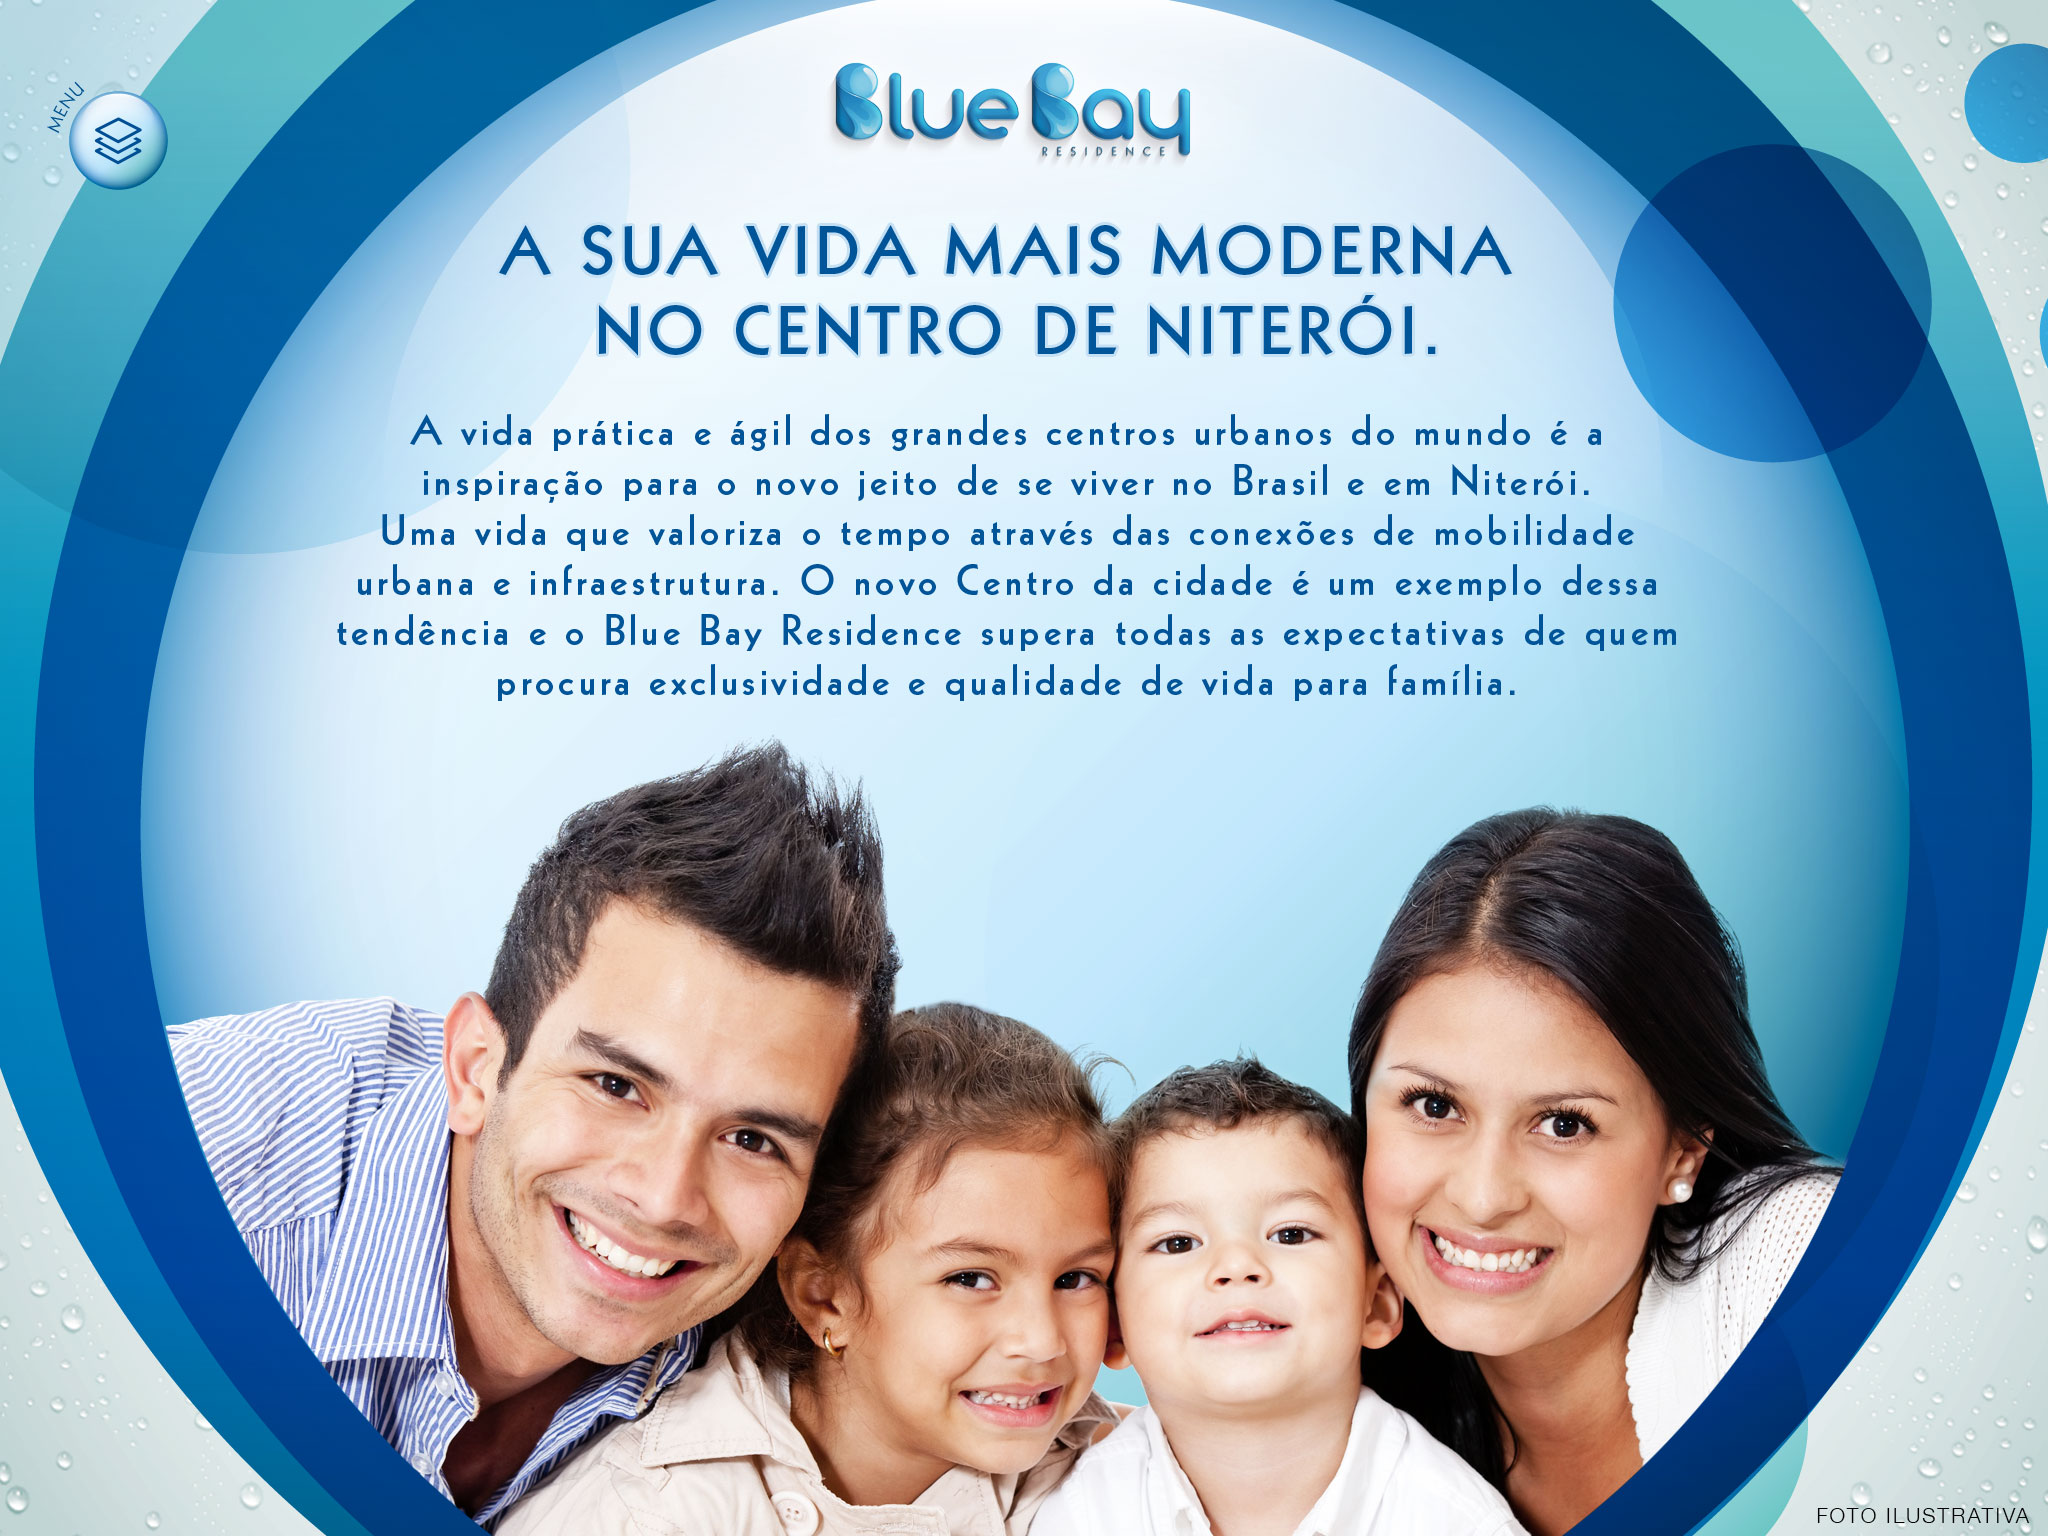 MENU
Blue Bay
RESIDENCE
A SUA VIDA MAIS MODERNA
NO CENTRO DE NITERÓI.
A vida prática e ágil dos grandes centros urbanos do mundo é a
inspiração para o novo jeito de se viver no Brasil e em Niterói.
Uma vida que valoriza o tempo através das conexões de mobilidade
urbana e infraestrutura. O novo Centro da cidade é um exemplo dessa
tendência e o Blue Bay Residence supera todas as expectativas de quem
procura exclusividade e qualidade de vida para família.
FOTO ILUSTRATIVA